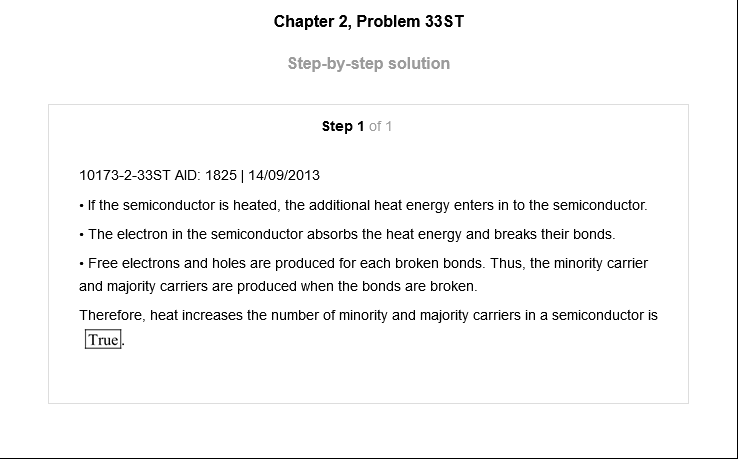 Chapter 2, Problem 33ST
Step-by-step solution
Step 1 of 1
10173-2-33ST AID: 1825 | 14/09/2013
• If the semiconductor is heated, the additional heat energy enters in to the semiconductor.
• The electron in the semiconductor absorbs the heat energy and breaks their bonds.
• Free electrons and holes are produced for each broken bonds. Thus, the minority carrier
and majority carriers are produced when the bonds are broken.
Therefore, heat increases the number of minority and majority carriers in a semiconductor is
True.